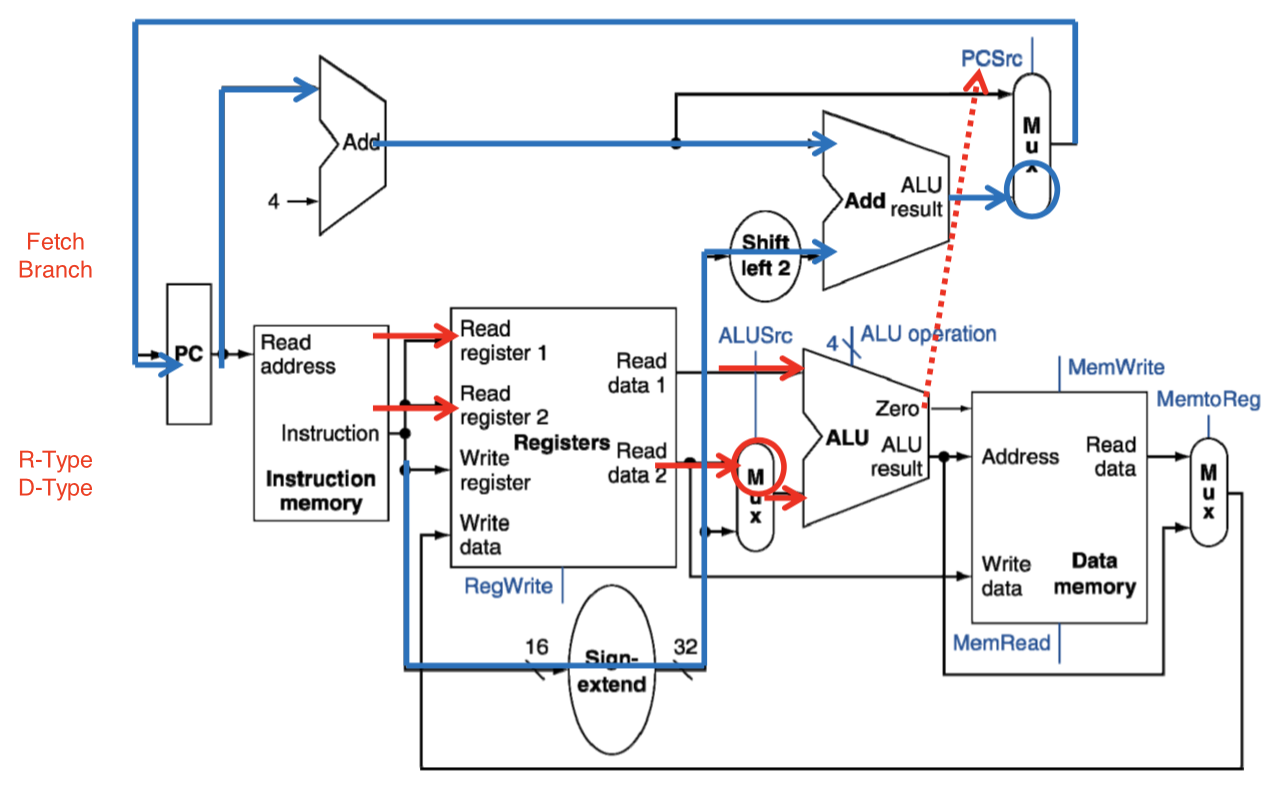 PCSrc
M
u
x
Add
4
Add
ALU
result
Shift
left 2
Fetch
Branch
PC
Read
address
Instruction
Instruction
memory
Read
register 1
Read
register 2
Write
register
Write
data
Registers
Read
data 1
Read
data 2
RegWrite
16
Sign-
extend
32
ALUSrc
M
u
x
4
ALU operation
Zero
ALU
ALU
result
MemWrite
Address
Read
data
Write
data
Data
memory
MemRead
MemtoReg
M
u
x
R-Type
D-Type